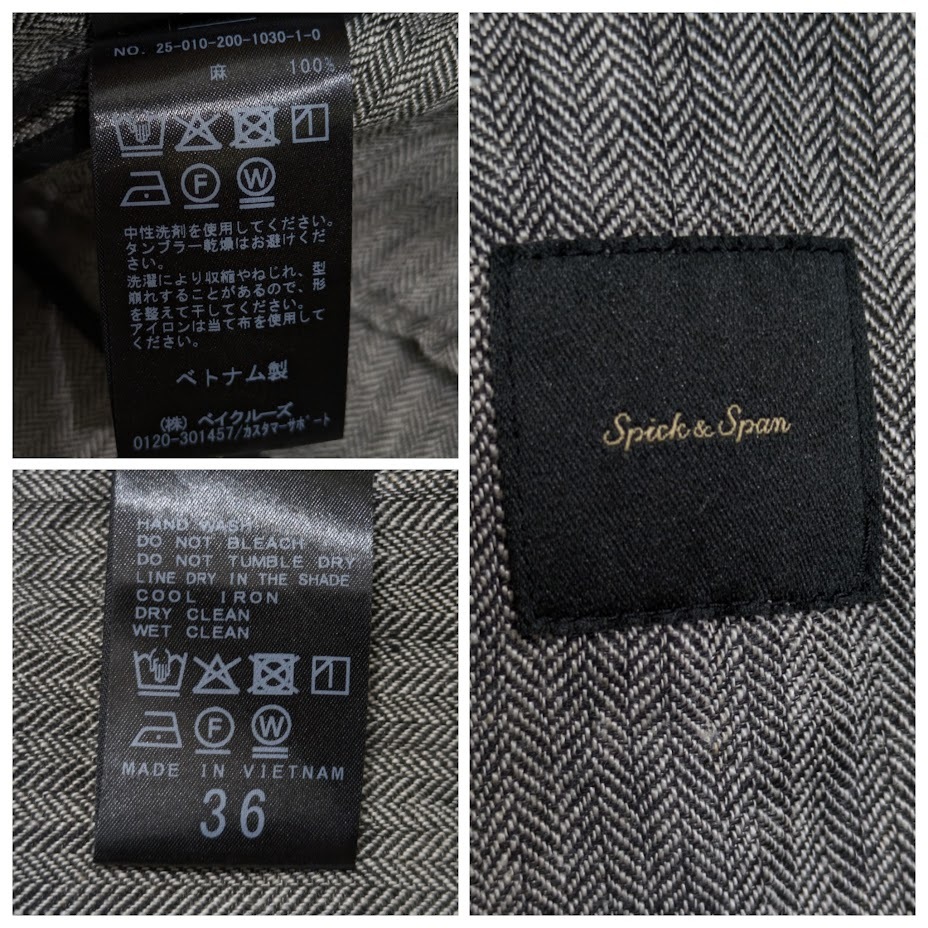 NO. 25-010-200-1030-1-0
麻 100%
F W
中性洗剤を使用してください。
タンブラー乾燥はお避けくだ
さい。
洗濯により収縮やねじれ、型
崩れすることがあるので、形
を整えて干してください。
アイロンは当て布を使用して
ください。
ベトナム製
(株) ベイクルーズ
0120-301457/カスタマーサポート
HAND WASH
DO NOT BLEACH
DO NOT TUMBLE DRY
LINE DRY IN THE SHADE
COOL IRON
DRY CLEAN
WET CLEAN
F W
MADE IN VIETNAM
36
Spick & Span